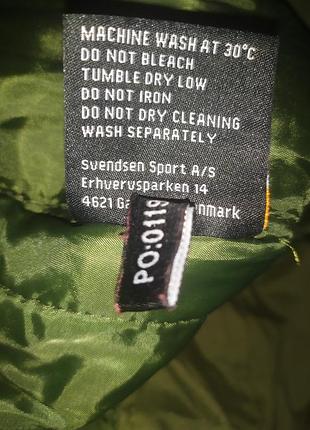 MACHINE WASH AT 30°C
DO NOT BLEACH
TUMBLE DRY LOW
DO NOT IRON
DO NOT DRY CLEANING
WASH SEPARATELY
Svendsen Sport A/S
Erhvervsparken 14
4621
PO:0119